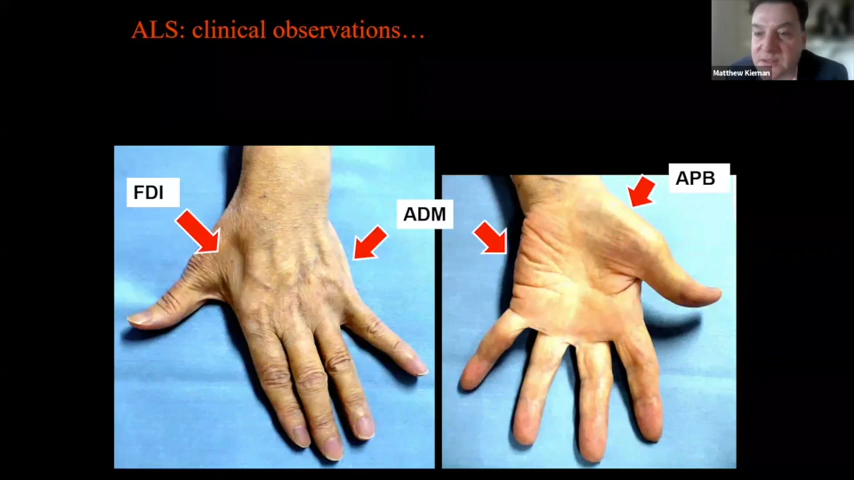 ALS: clinical observations…
Matthew Kiernan
FDI
ADM
APB